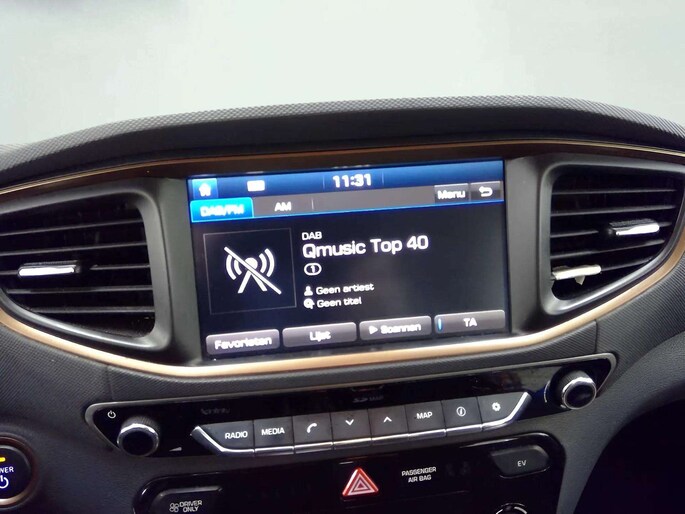 11:31
DAB/FM AM Menu
DAB
Qmusic Top 40
1
Geen artiest
Geen titel
Favorieten Lijst Scannen TA
RADIO MEDIA MAP
DRIVER
ONLY
PASSENGER
AIR BAG
EV